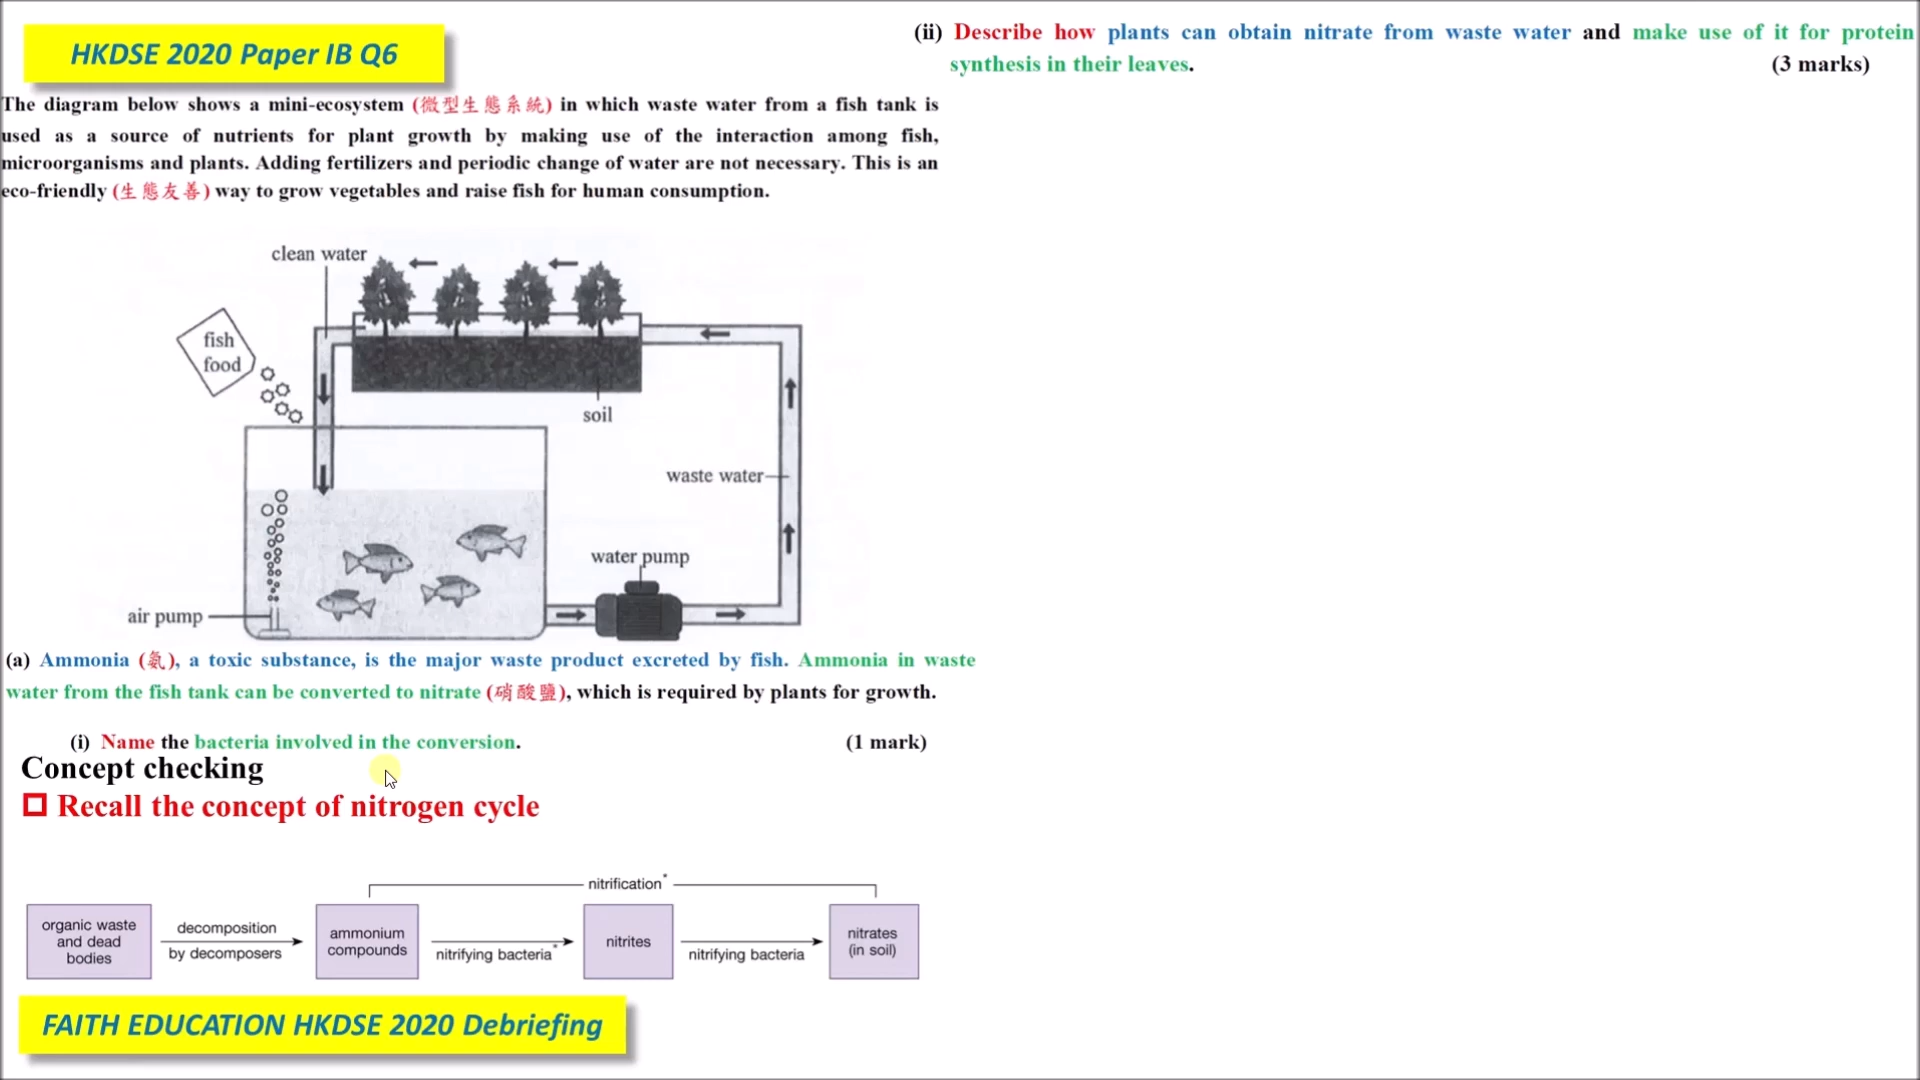 HKDSE 2020 Paper IB Q6
The diagram below shows a mini-ecosystem (微型生態系統) in which waste water from a fish tank is
used as a source of nutrients for plant growth by making use of the interaction among fish,
microorganisms and plants. Adding fertilizers and periodic change of water are not necessary. This is an
eco-friendly (生態友善) way to grow vegetables and raise fish for human consumption.
clean water
fish
food
soil
waste water
water pump
air pump
(a) Ammonia (氨), a toxic substance, is the major waste product excreted by fish. Ammonia in waste
water from the fish tank can be converted to nitrate (硝酸鹽), which is required by plants for growth.
(i) Name the bacteria involved in the conversion. (1 mark)
Concept checking
Recall the concept of nitrogen cycle
nitrification*
organic waste
and dead
bodies
decomposition
by decomposers
ammonium
compounds
nitrifying bacteria*
nitrites
nitrifying bacteria
nitrates
(in soil)
FAITH EDUCATION HKDSE 2020 Debriefing
(ii) Describe how plants can obtain nitrate from waste water and make use of it for protein
synthesis in their leaves. (3 marks)